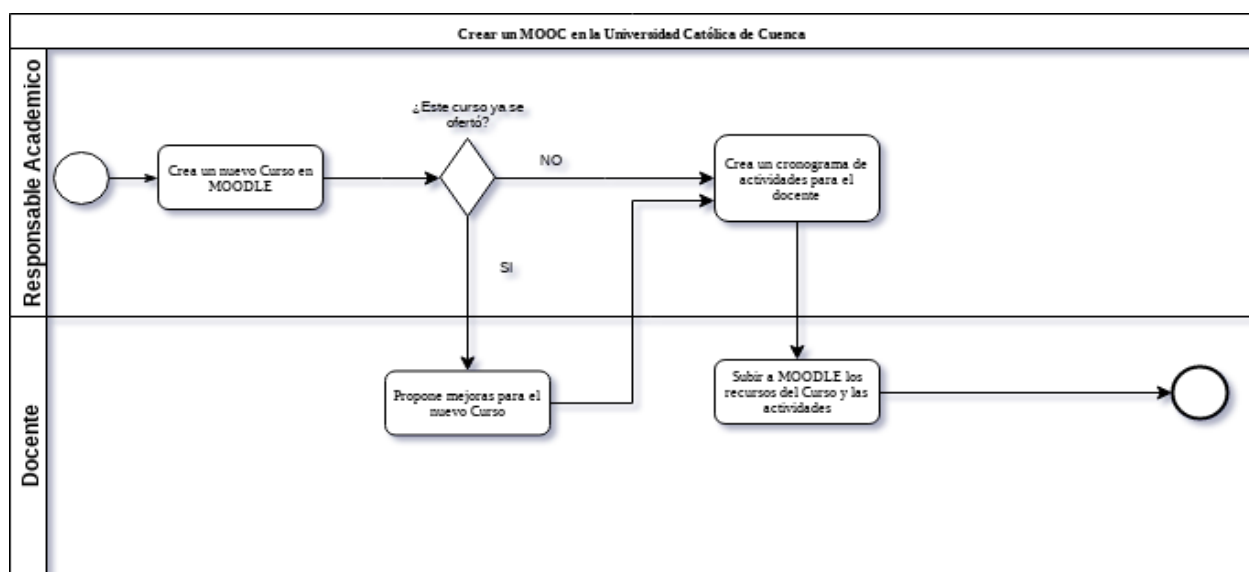 Crear un MOOC en la Universidad Católica de Cuenca
Responsable Academico
¿Este curso ya se
ofertó?
Crea un nuevo Curso en
MOODLE
NO
Crea un cronograma de
actividades para el
docente
SI
Docente
Propone mejoras para el
nuevo Curso
Subir a MOODLE los
recursos del Curso y las
actividades